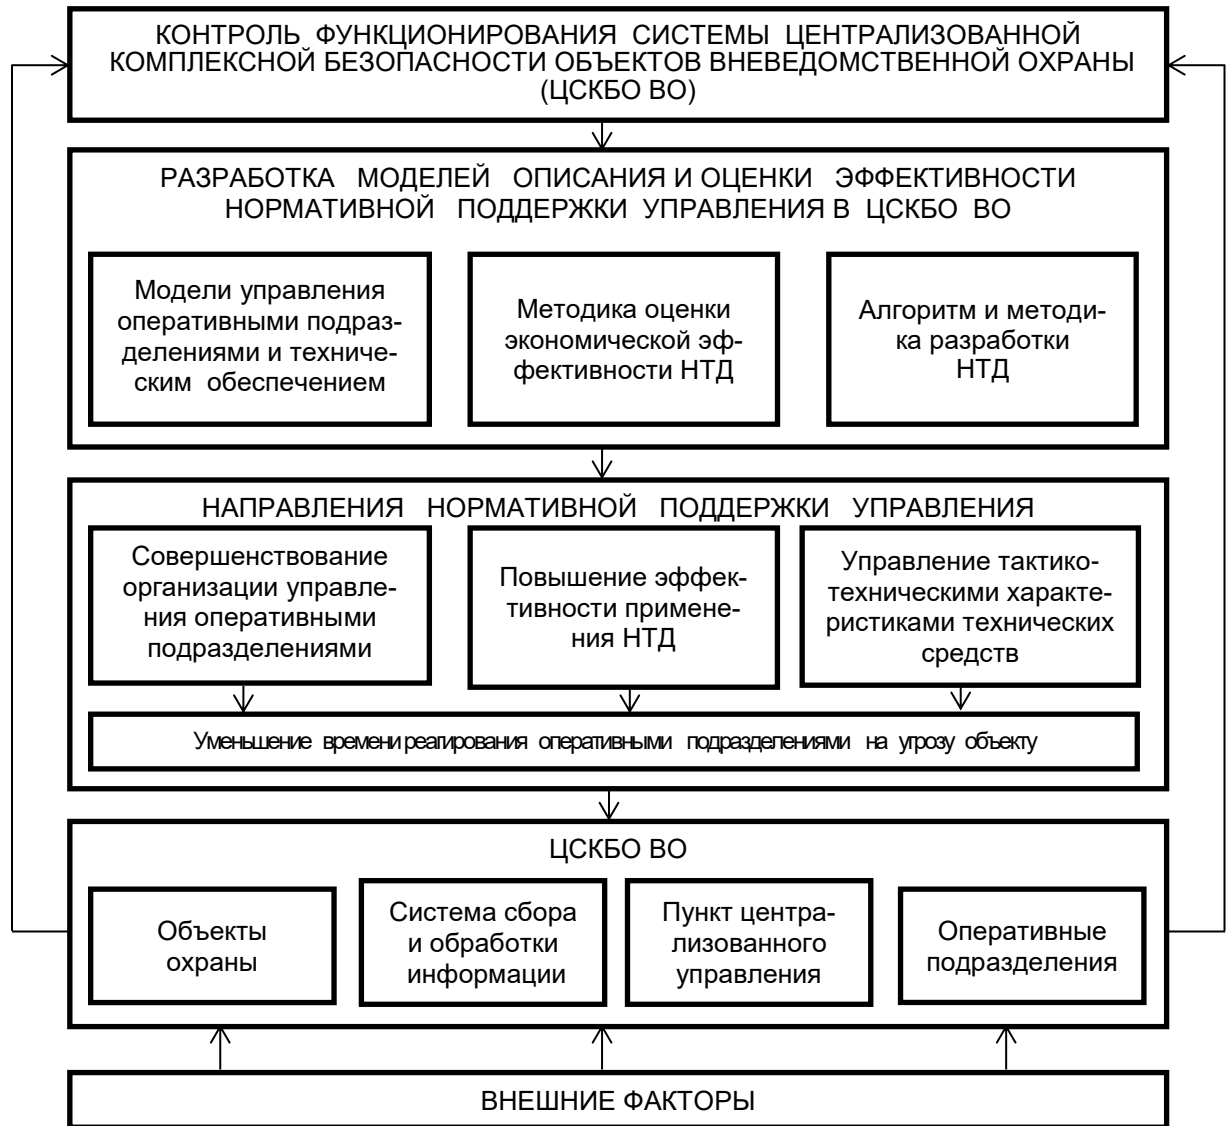 КОНТРОЛЬ ФУНКЦИОНИРОВАНИЯ СИСТЕМЫ ЦЕНТРАЛИЗОВАННОЙ
КОМПЛЕКСНОЙ БЕЗОПАСНОСТИ ОБЪЕКТОВ ВНЕВЕДОМСТВЕННОЙ ОХРАНЫ
(ЦСКБО ВО)
РАЗРАБОТКА МОДЕЛЕЙ ОПИСАНИЯ И ОЦЕНКИ ЭФФЕКТИВНОСТИ
НОРМАТИВНОЙ ПОДДЕРЖКИ УПРАВЛЕНИЯ В ЦСКБО ВО
Модели управления
оперативными подраз-
делениями и техниче-
ским обеспечением
Методика оценки
экономической эф-
фективности НТД
Алгоритм и методи-
ка разработки
НТД
НАПРАВЛЕНИЯ НОРМАТИВНОЙ ПОДДЕРЖКИ УПРАВЛЕНИЯ
Совершенствование
организации управле-
ния оперативными
подразделениями
Повышение эффек-
тивности примене-
ния НТД
Управление тактико-
техническими характе-
ристиками технических
средств
Уменьшение времени реагирования оперативными подразделениями на угрозу объекту
ЦСКБО ВО
Объекты
охраны
Система сбора
и обработки
информации
Пункт центра-
лизованного
управления
Оперативные
подразделения
ВНЕШНИЕ ФАКТОРЫ